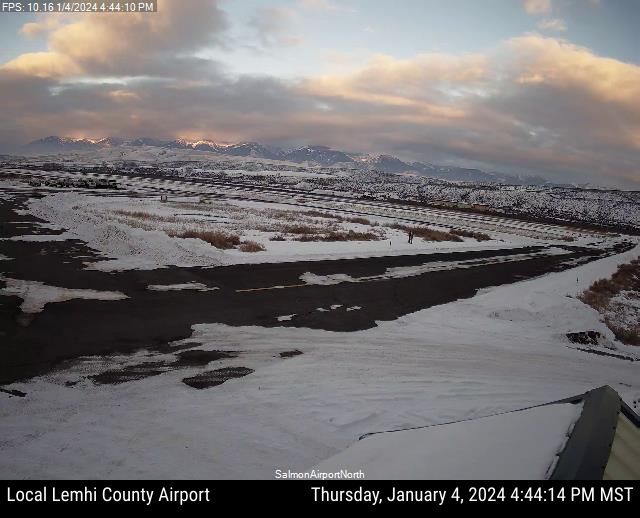 FPS: 10.16 1/4/2024 4:44:10 PM
SalmonAirportNorth
Local Lemhi County Airport Thursday, January 4, 2024 4:44:14 PM MST